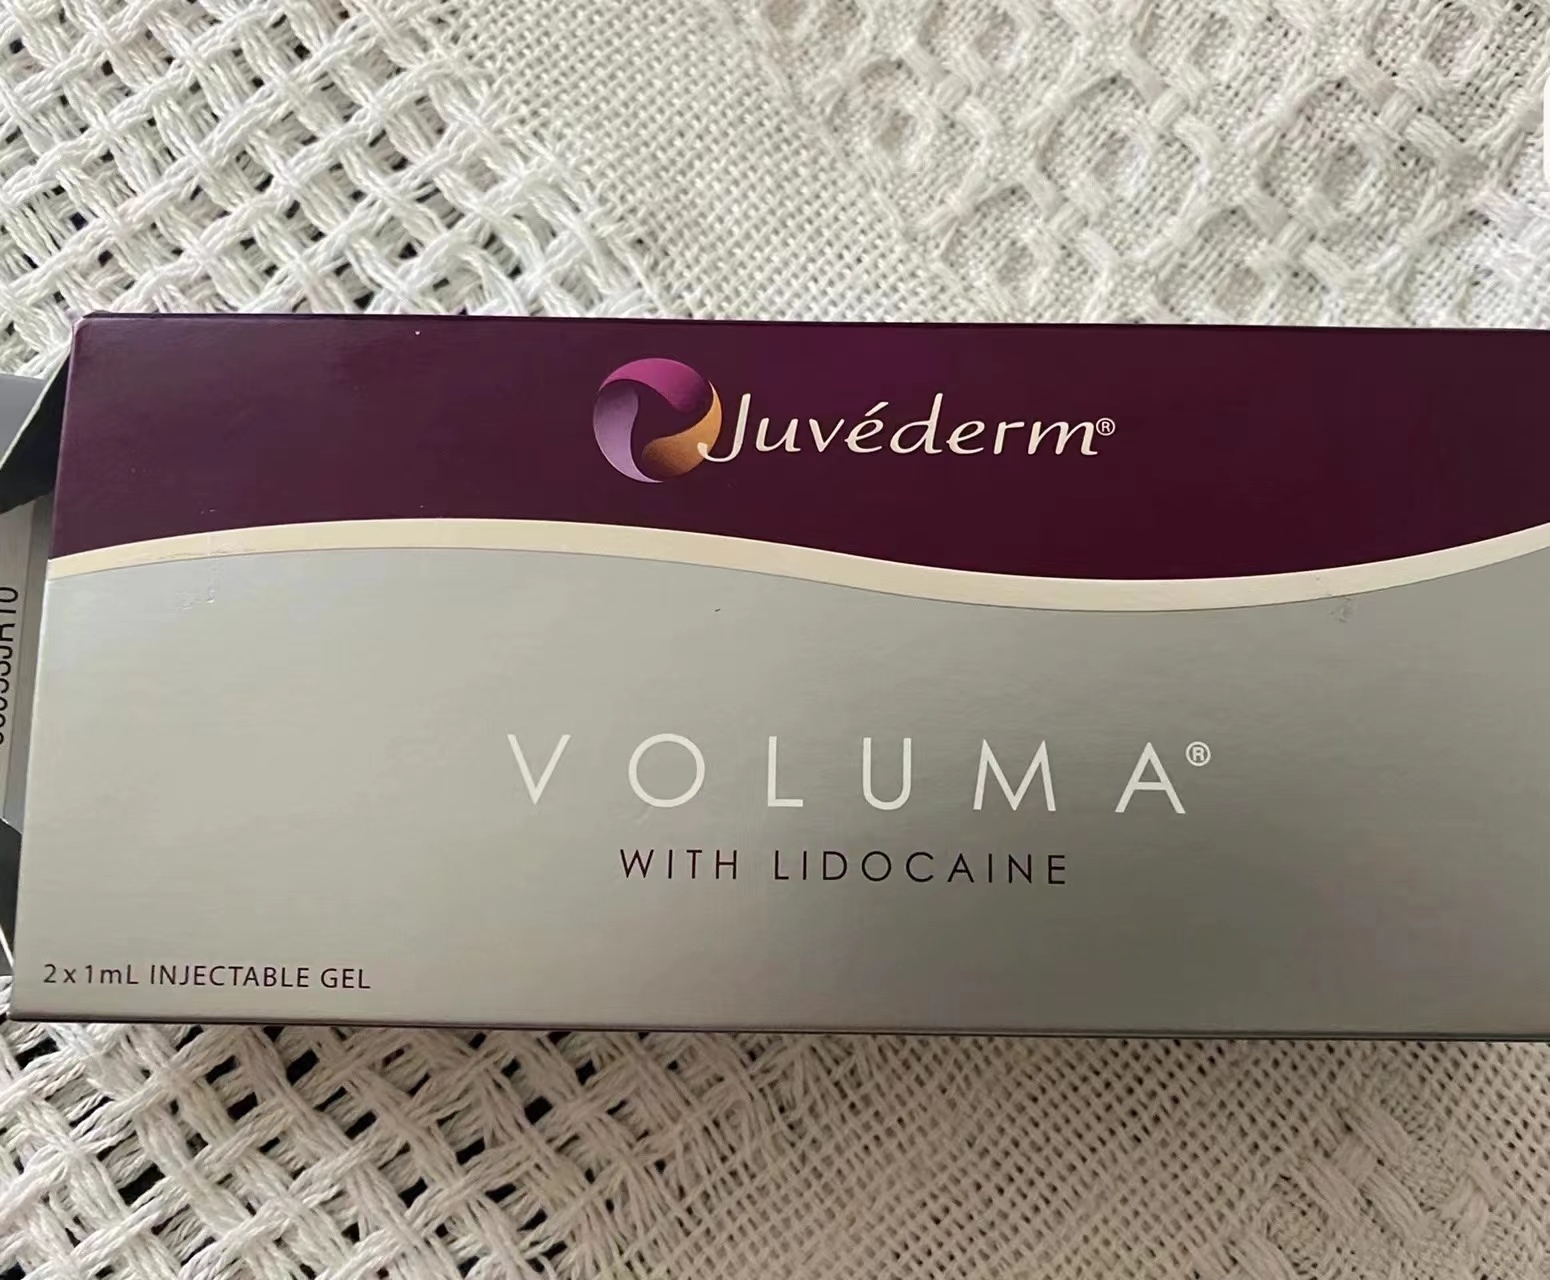 Juvéderm®
VOLUMA®
WITH LIDOCAINE
2 x 1mL INJECTABLE GEL